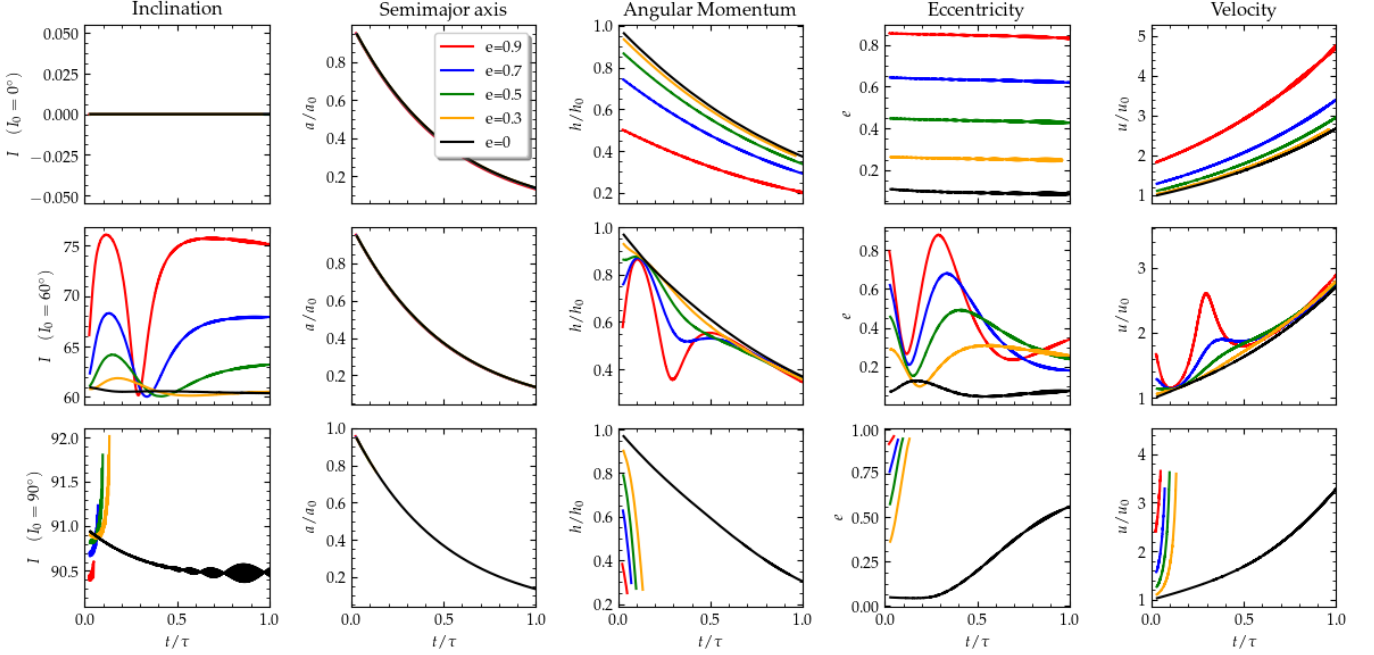 Inclination Semimajor axis Angular Momentum Eccentricity Velocity
I (I₀ = 0°)
0.050
0.025
0.000
−0.025
−0.050
a/a₀
0.8
0.6
0.4
0.2
e=0.9
e=0.7
e=0.5
e=0.3
e=0
h/h₀
1.0
0.8
0.6
0.4
0.2
e
0.8
0.6
0.4
0.2
u/u₀
5
4
3
2
1
I (I₀ = 60°)
75
70
65
60
a/a₀
0.8
0.6
0.4
0.2
h/h₀
1.0
0.8
0.6
0.4
e
0.8
0.6
0.4
0.2
u/u₀
3
2
1
I (I₀ = 90°)
92.0
91.5
91.0
90.5
a/a₀
1.0
0.8
0.6
0.4
0.2
h/h₀
1.0
0.8
0.6
0.4
0.2
e
1.00
0.75
0.50
0.25
0.00
u/u₀
4
3
2
1
0.0 0.5 1.0 0.0 0.5 1.0 0.0 0.5 1.0 0.0 0.5 1.0 0.0 0.5 1.0
t/τ t/τ t/τ t/τ t/τ